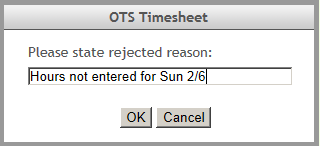 OTS Timesheet
Please state rejected reason:
Hours not entered for Sun 2/6
OK Cancel